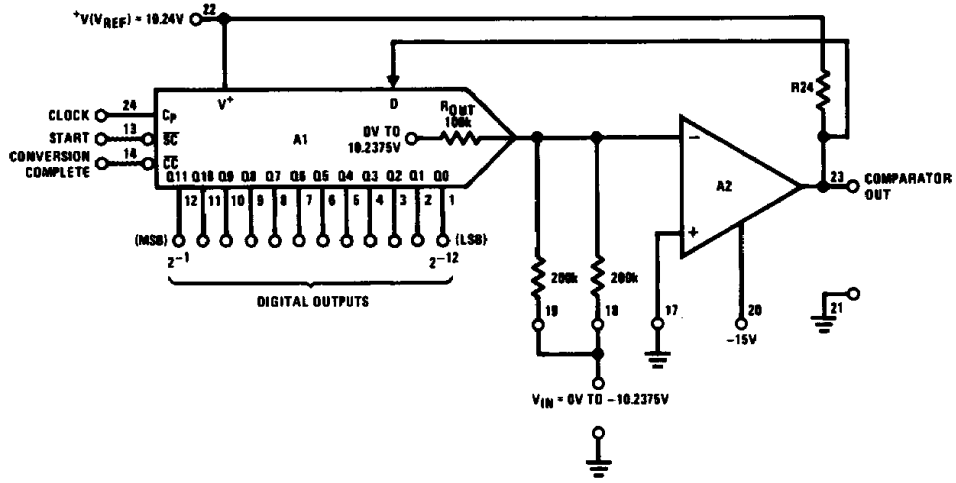 22
+V(VREF) = 10.24V
R24
V+
D
CLOCK
24
CP
START
13
SC
CONVERSION
COMPLETE
14
CC
A1
0V TO
10.2375V
ROUT
100k
Q11 Q10 Q9 Q8 Q7 Q6 Q5 Q4 Q3 Q2 Q1 Q0
12 11 10 9 8 7 6 5 4 3 2 1
(MSB)
(LSB)
2-1
2-12
DIGITAL OUTPUTS
−
A2
+
23
COMPARATOR
OUT
200k
200k
19
18
17
20
-15V
21
VIN = 0V TO -10.2375V